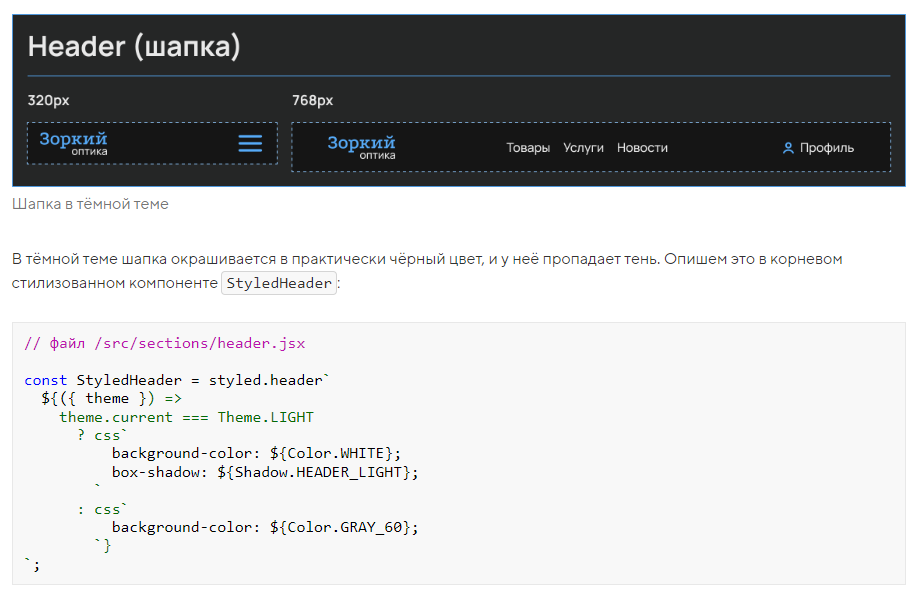 Header (шапка)
320px
768px
Зоркий
оптика
Зоркий
оптика
Товары Услуги Новости
Профиль
Шапка в тёмной теме
В тёмной теме шапка окрашивается в практически чёрный цвет, и у неё пропадает тень. Опишем это в корневом
стилизованном компоненте StyledHeader:
// файл /src/sections/header.jsx
const StyledHeader = styled.header`
  ${({ theme }) =>
    theme.current === Theme.LIGHT
      ? css`
          background-color: ${Color.WHITE};
          box-shadow: ${Shadow.HEADER_LIGHT};
        `
      : css`
          background-color: ${Color.GRAY_60};
        `}
`;